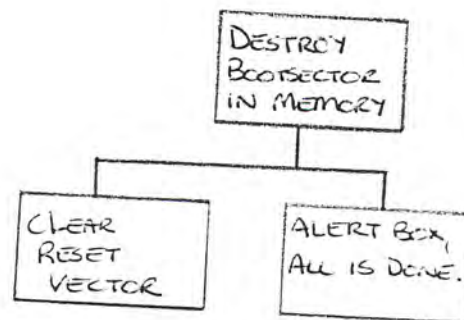 DESTROY
BOOTSECTOR
IN MEMORY
CLEAR
RESET
VECTOR
ALERT BOX,
ALL IS DONE.